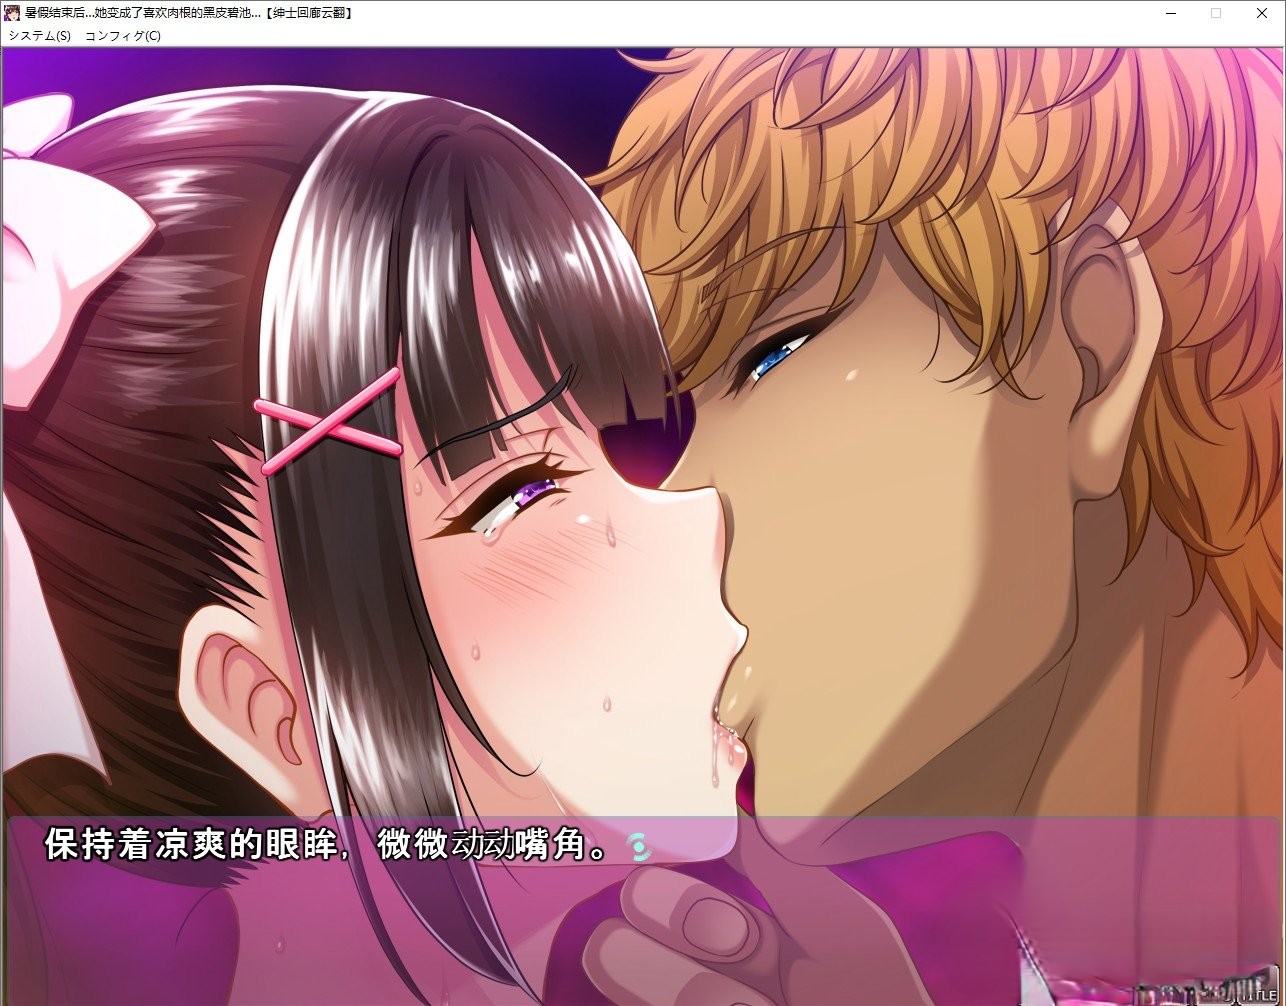 暑假结束后...她变成了喜欢肉根的黑皮碧池...【绅士回廊云翻】
システム(S) コンフィグ(C)
保持着凉爽的眼眸，微微动动嘴角。